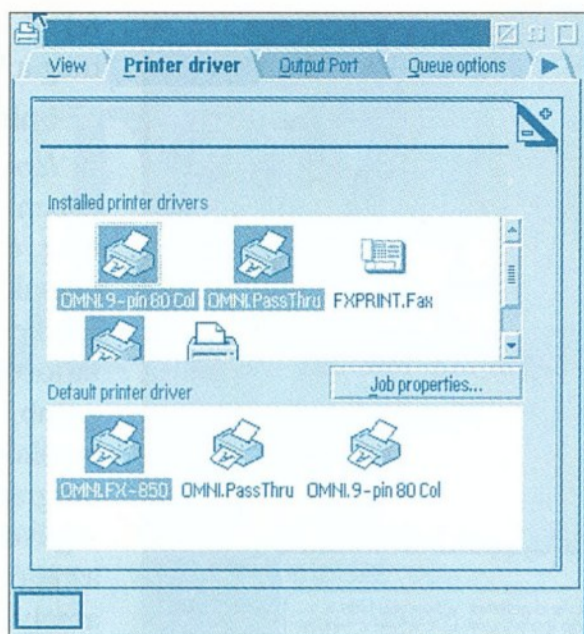 View Printer driver Output Port Queue options
Installed printer drivers
OMNI.9-pin 80 Col OMNI.PassThru FXPRINT.Fax
Job properties...
Default printer driver
OMNI.FX-850 OMNI.PassThru OMNI.9-pin 80 Col